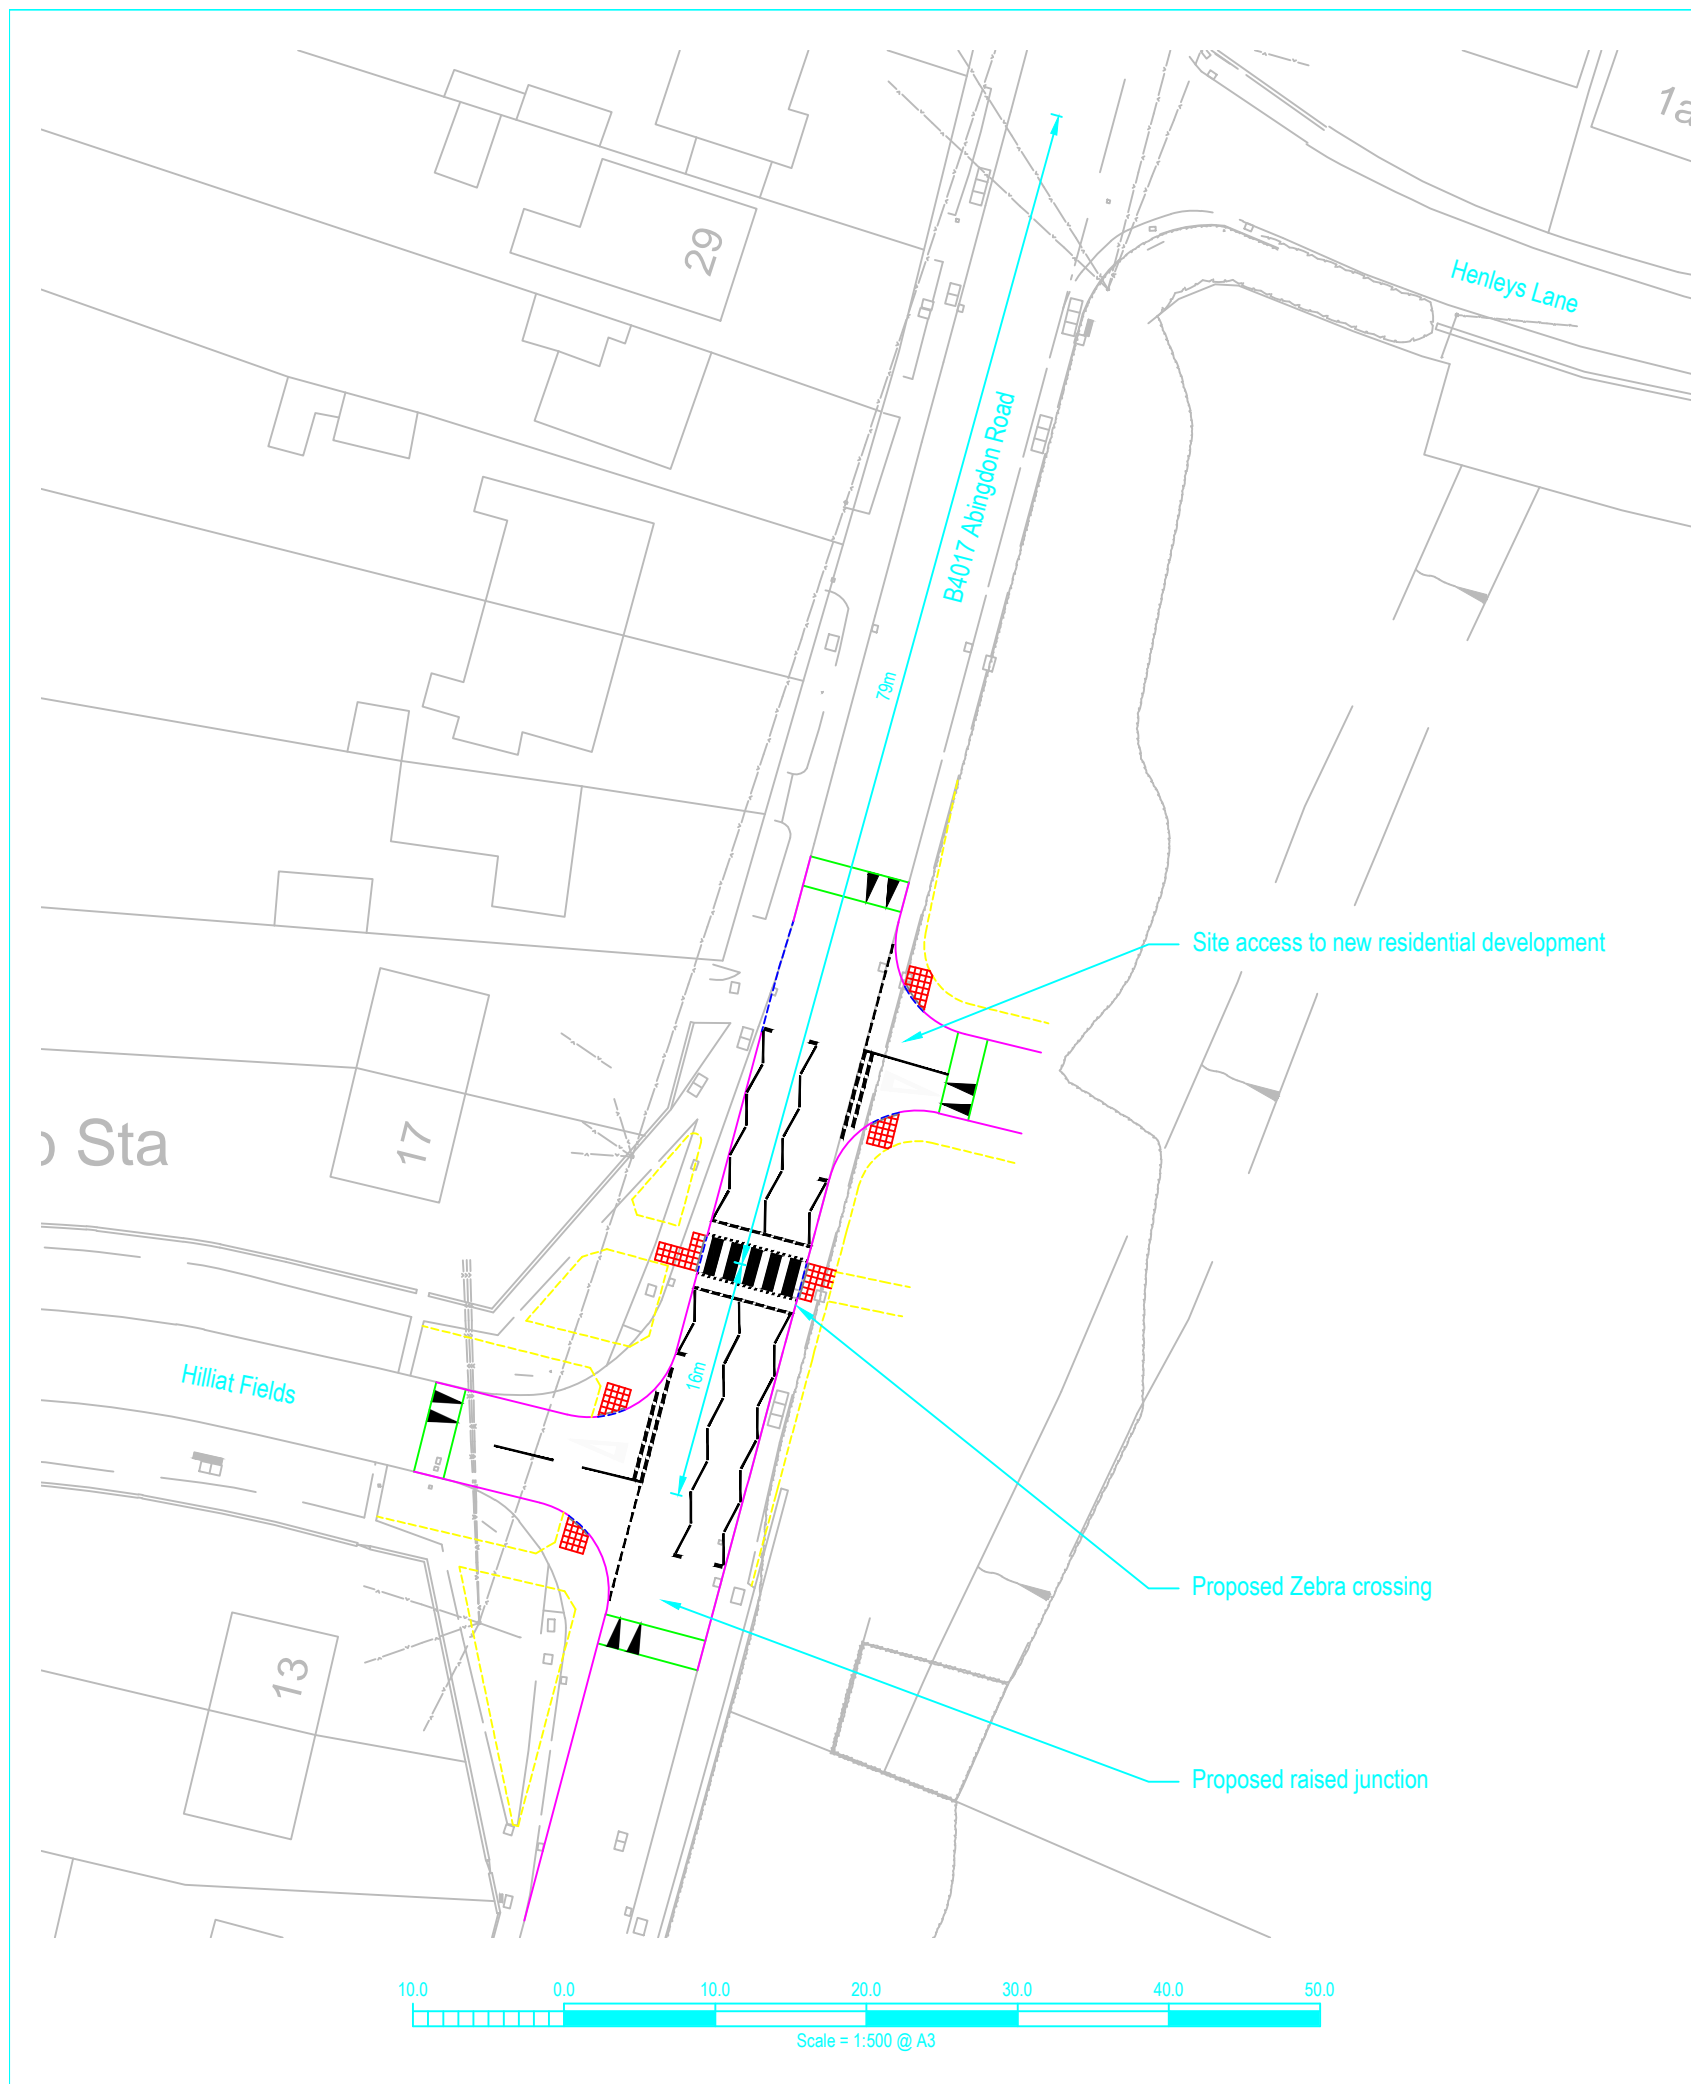 1a
29
Henleys Lane
B4017 Abingdon Road
79m
Site access to new residential development
17
Sta
Hilliat Fields
16m
Proposed Zebra crossing
13
Proposed raised junction
10.0 0.0 10.0 20.0 30.0 40.0 50.0
Scale = 1:500 @ A3